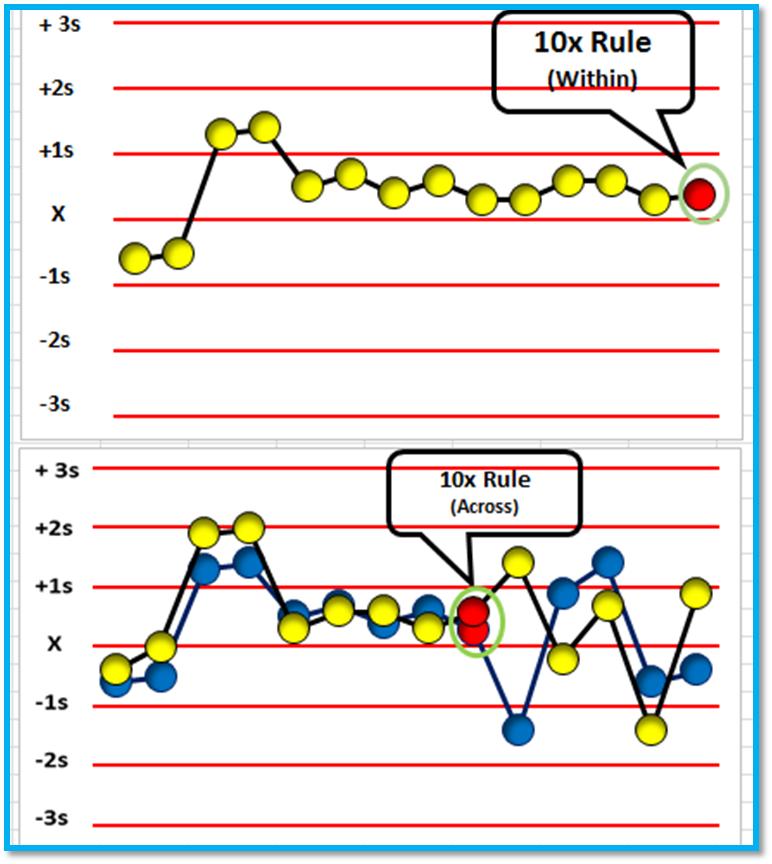 + 3s
10x Rule
(Within)
+2s
+1s
X
-1s
-2s
-3s
+ 3s
10x Rule
(Across)
+2s
+1s
X
-1s
-2s
-3s